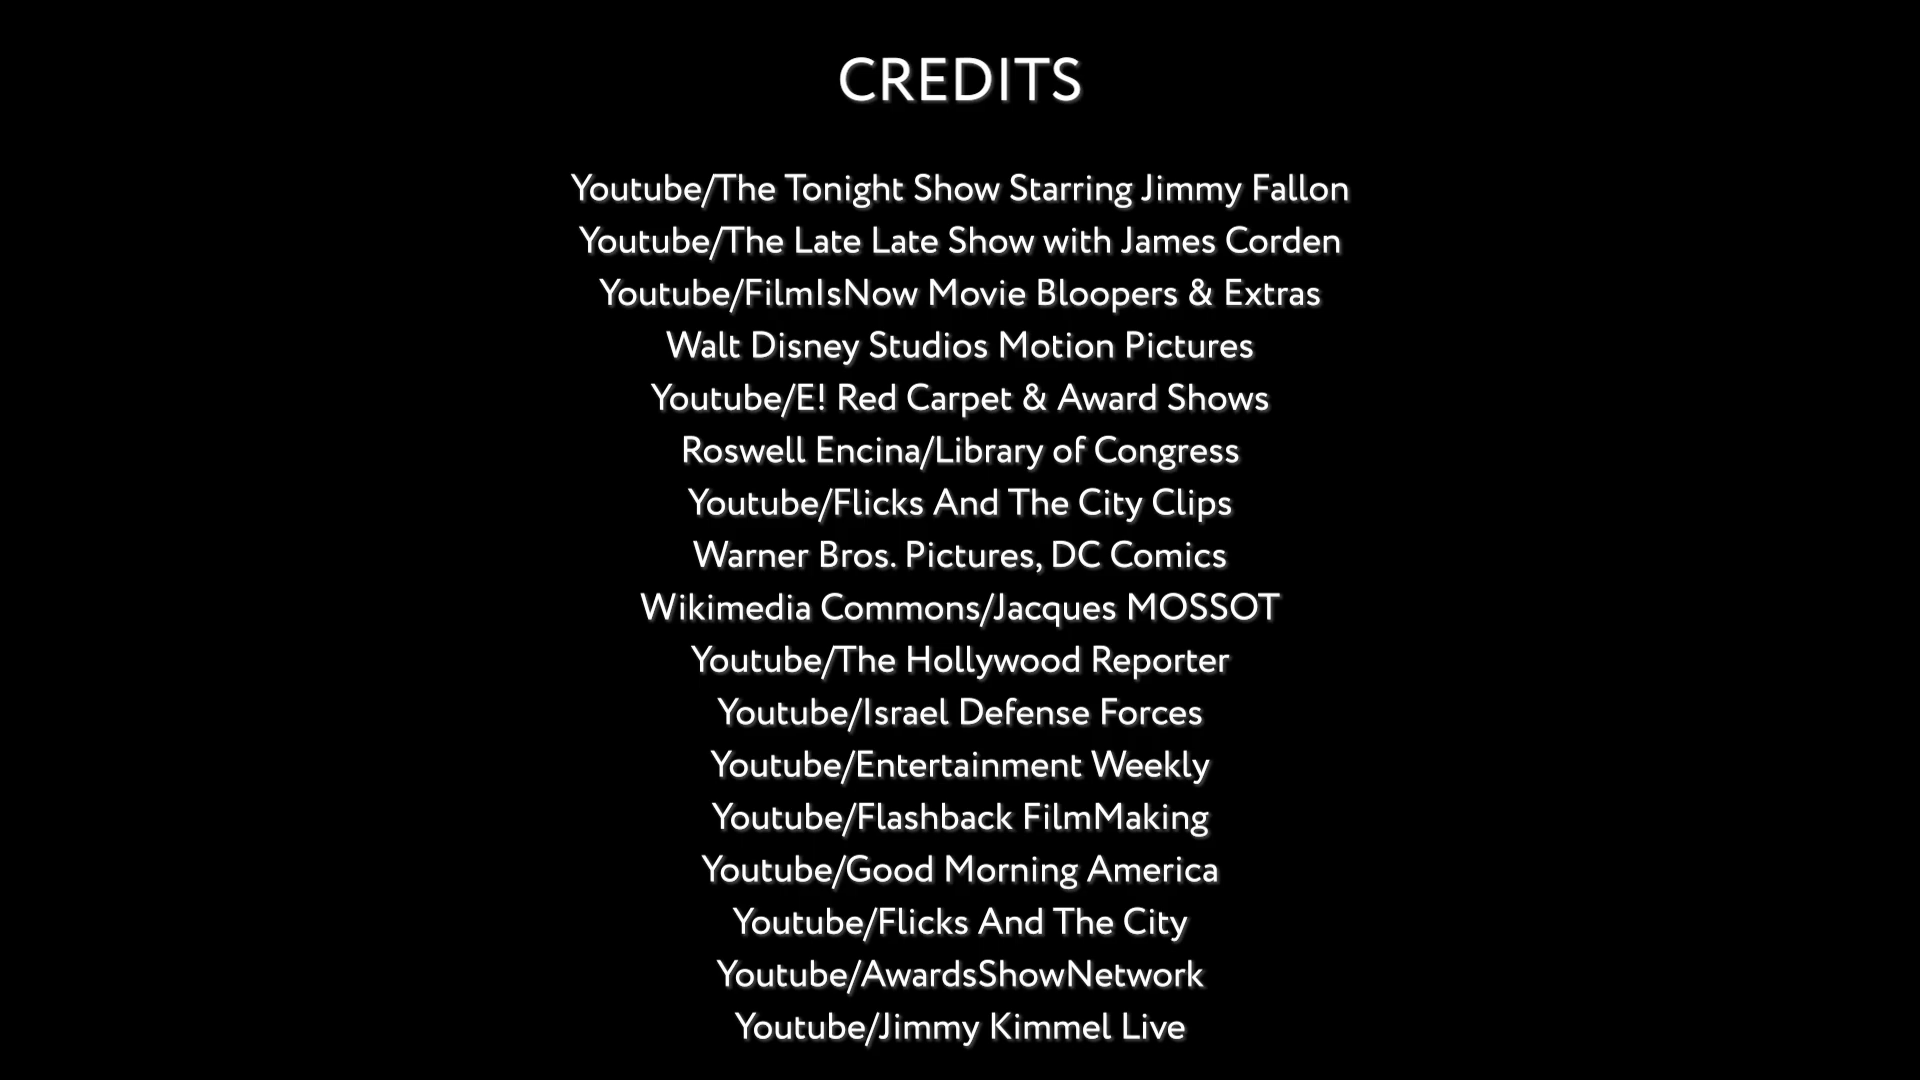 CREDITS
Youtube/The Tonight Show Starring Jimmy Fallon
Youtube/The Late Late Show with James Corden
Youtube/FilmIsNow Movie Bloopers & Extras
Walt Disney Studios Motion Pictures
Youtube/E! Red Carpet & Award Shows
Roswell Encina/Library of Congress
Youtube/Flicks And The City Clips
Warner Bros. Pictures, DC Comics
Wikimedia Commons/Jacques MOSSOT
Youtube/The Hollywood Reporter
Youtube/Israel Defense Forces
Youtube/Entertainment Weekly
Youtube/Flashback FilmMaking
Youtube/Good Morning America
Youtube/Flicks And The City
Youtube/AwardsShowNetwork
Youtube/Jimmy Kimmel Live